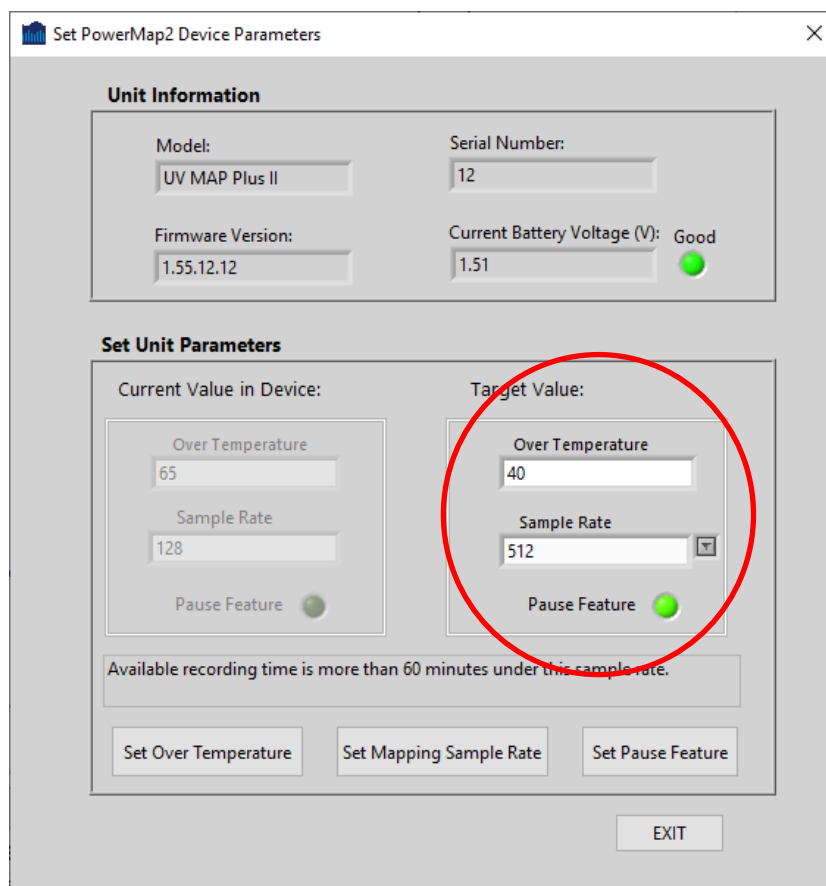 Set PowerMap2 Device Parameters
Unit Information
Model:
UV MAP Plus II
Serial Number:
12
Firmware Version:
1.55.12.12
Current Battery Voltage (V):
1.51
Good
Set Unit Parameters
Current Value in Device:
Over Temperature
65
Sample Rate
128
Pause Feature
Target Value:
Over Temperature
40
Sample Rate
512
Pause Feature
Available recording time is more than 60 minutes under this sample rate.
Set Over Temperature
Set Mapping Sample Rate
Set Pause Feature
EXIT